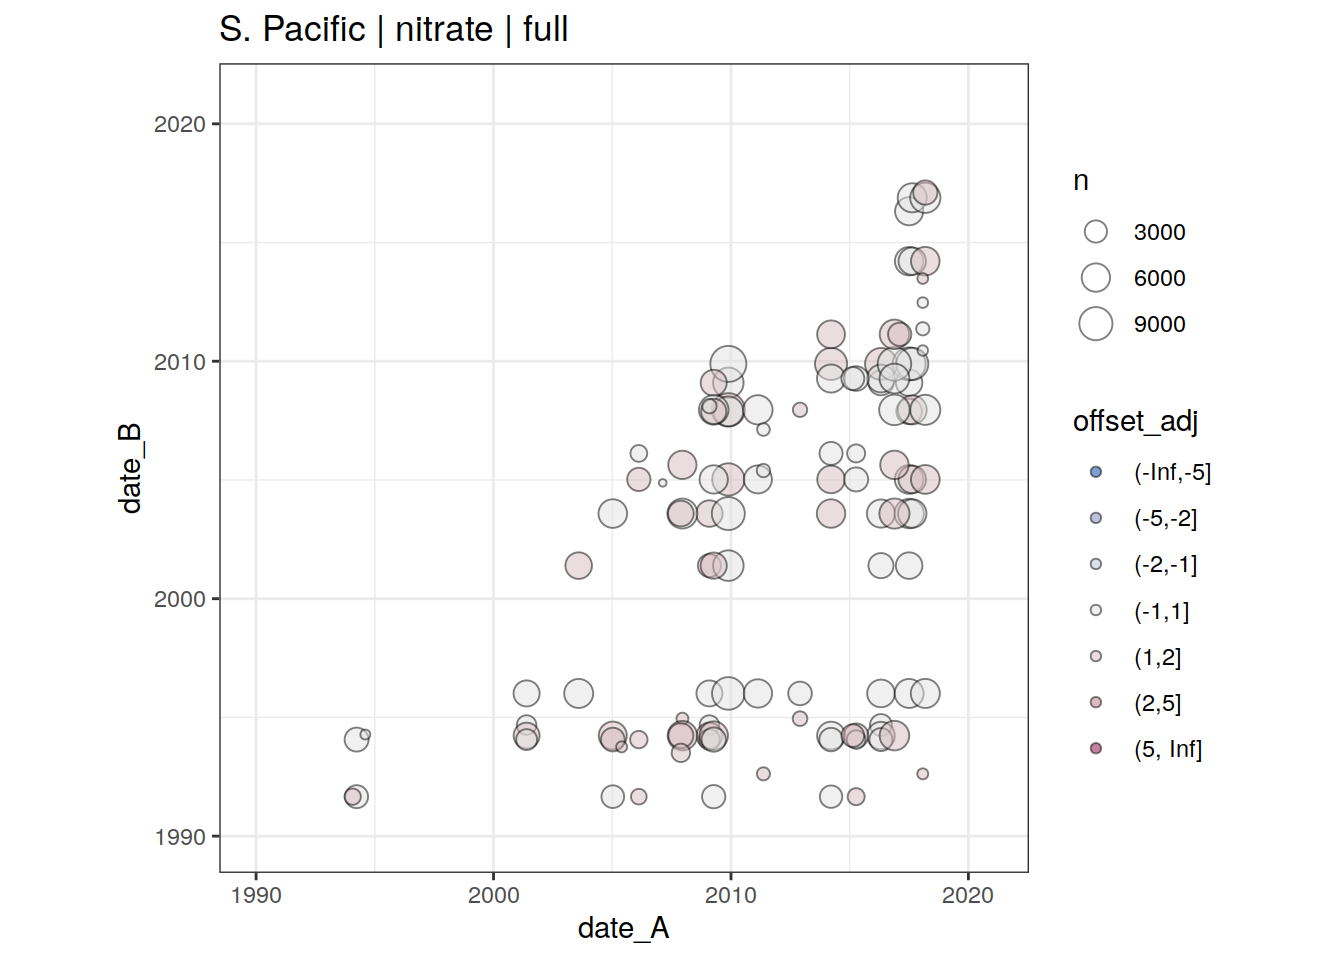 S. Pacific | nitrate | full
2020
2010
2000
1990
1990
2000
2010
2020
date_A
date_B
n
3000
6000
9000
offset_adj
(-Inf,-5]
(-5,-2]
(-2,-1]
(-1,1]
(1,2]
(2,5]
(5, Inf]